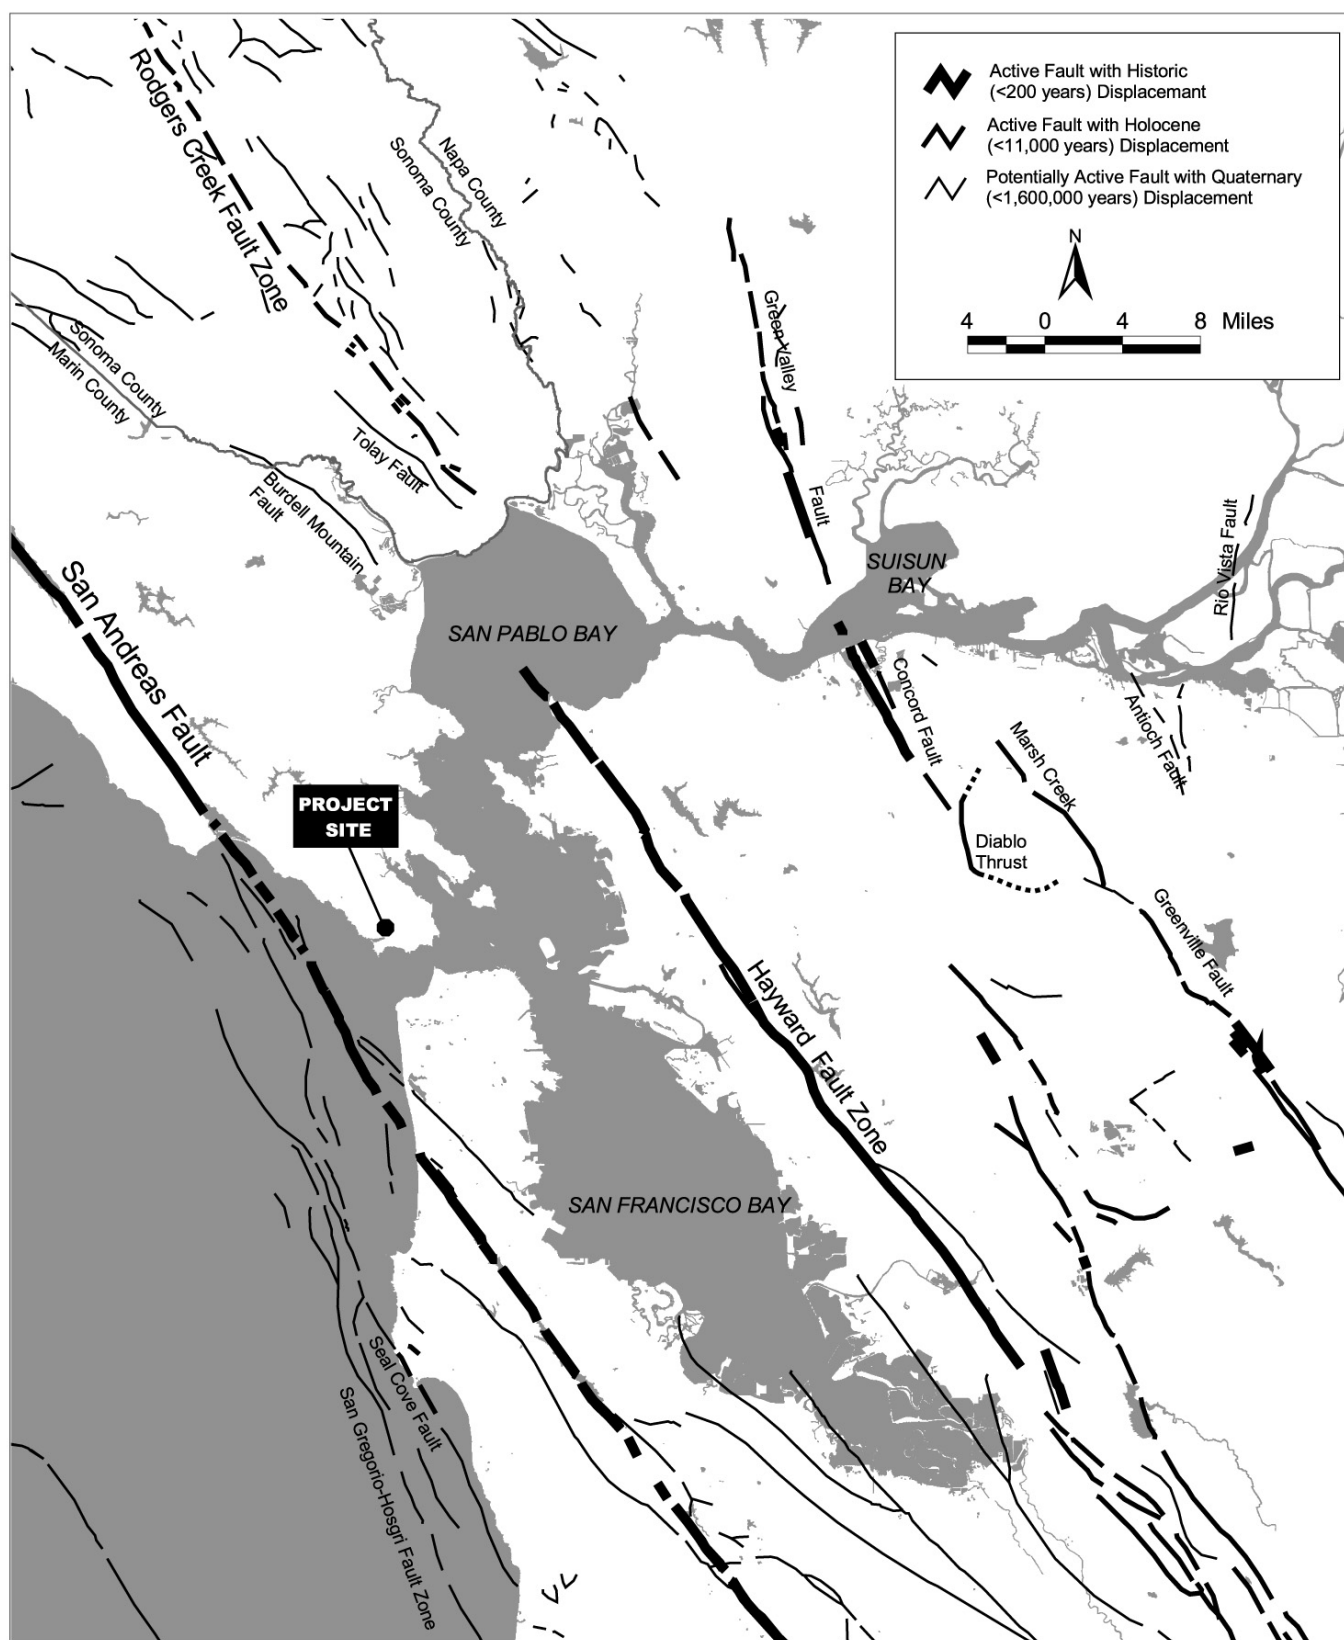 Active Fault with Historic
(<200 years) Displacemant
Active Fault with Holocene
(<11,000 years) Displacement
Potentially Active Fault with Quaternary
(<1,600,000 years) Displacement
N
4 0 4 8 Miles
Rodgers Creek Fault Zone
Napa County
Sonoma County
Sonoma County
Marin County
Green Valley
Fault
Tolay Fault
Burdell Mountain
Fault
Rio Vista Fault
SUISUN
BAY
SAN PABLO BAY
San Andreas Fault
Concord Fault
Antioch Fault
Marsh Creek
PROJECT
SITE
Diablo
Thrust
Greenville Fault
Hayward Fault Zone
SAN FRANCISCO BAY
Seal Cove Fault
San Gregorio-Hosgri Fault Zone